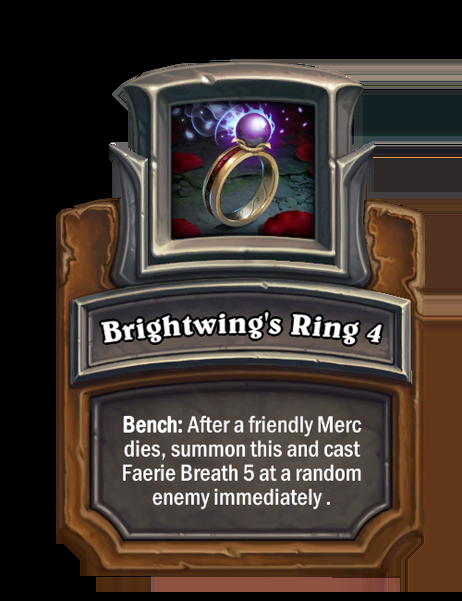 Brightwing's Ring 4
Bench: After a friendly Merc
dies, summon this and cast
Faerie Breath 5 at a random
enemy immediately .